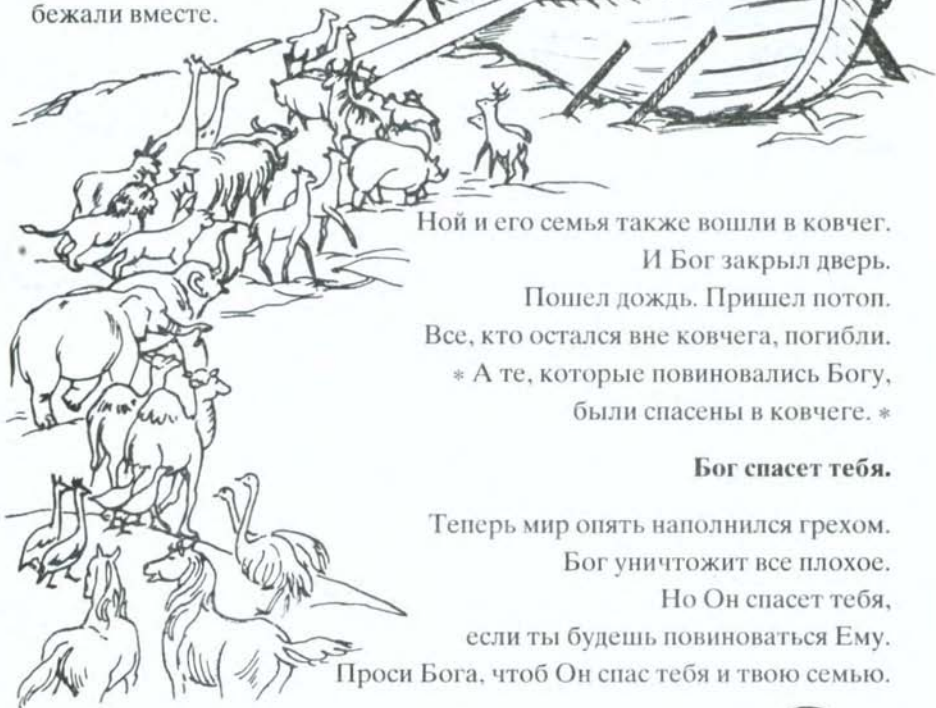 бежали вместе.
Ной и его семья также вошли в ковчег.
И Бог закрыл дверь.
Пошел дождь. Пришел потоп.
Все, кто остался вне ковчега, погибли.
* А те, которые повиновались Богу,
были спасены в ковчеге. *
Бог спасет тебя.
Теперь мир опять наполнился грехом.
Бог уничтожит все плохое.
Но Он спасет тебя,
если ты будешь повиноваться Ему.
Проси Бога, чтоб Он спас тебя и твою семью.